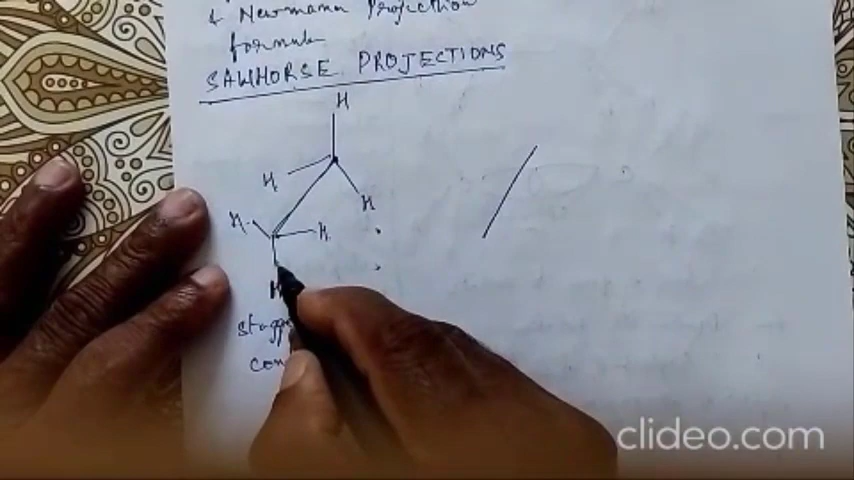 & Newmann Projection
formula
SAWHORSE PROJECTIONS
H
H
H
H
H
H
clideo.com